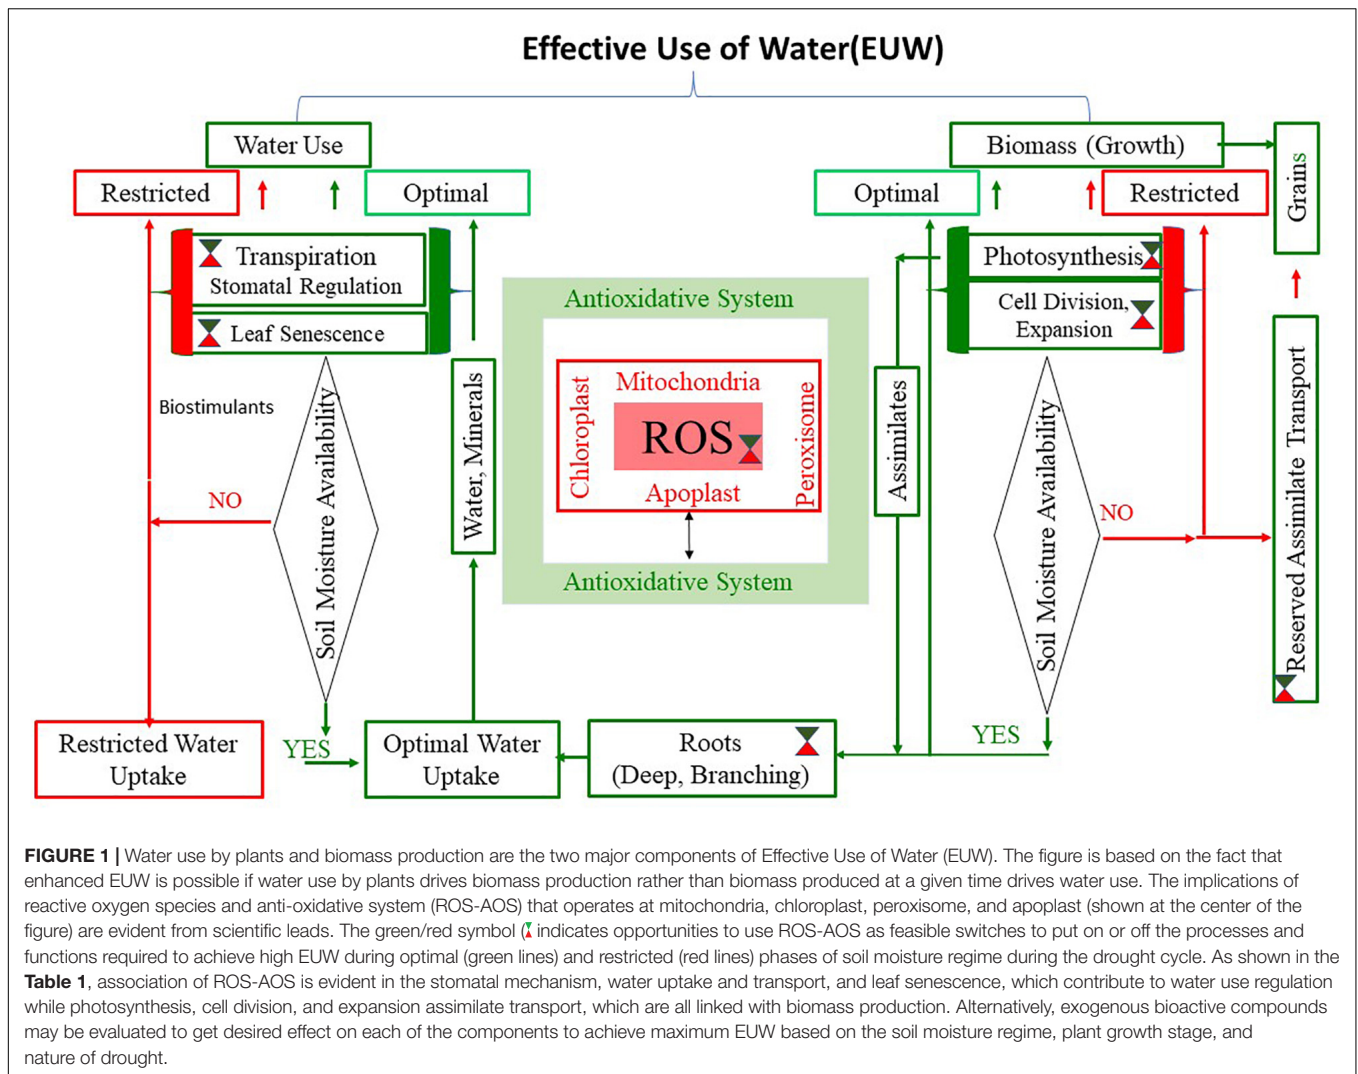 Effective Use of Water(EUW)
Water Use
Biomass (Growth)
Grains
Restricted
Optimal
Optimal
Restricted
Transpiration
Stomatal Regulation
Leaf Senescence
Photosynthesis
Cell Division,
Expansion
Antioxidative System
Mitochondria
Chloroplast
ROS
Peroxisome
Apoplast
Antioxidative System
Biostimulants
Soil Moisture Availability
Water, Minerals
Assimilates
Soil Moisture Availability
Reserved Assimilate Transport
NO
NO
YES
YES
Restricted Water
Uptake
Optimal Water
Uptake
Roots
(Deep, Branching)
FIGURE 1 | Water use by plants and biomass production are the two major components of Effective Use of Water (EUW). The figure is based on the fact that
enhanced EUW is possible if water use by plants drives biomass production rather than biomass produced at a given time drives water use. The implications of
reactive oxygen species and anti-oxidative system (ROS-AOS) that operates at mitochondria, chloroplast, peroxisome, and apoplast (shown at the center of the
figure) are evident from scientific leads. The green/red symbol ( indicates opportunities to use ROS-AOS as feasible switches to put on or off the processes and
functions required to achieve high EUW during optimal (green lines) and restricted (red lines) phases of soil moisture regime during the drought cycle. As shown in the
Table 1, association of ROS-AOS is evident in the stomatal mechanism, water uptake and transport, and leaf senescence, which contribute to water use regulation
while photosynthesis, cell division, and expansion assimilate transport, which are all linked with biomass production. Alternatively, exogenous bioactive compounds
may be evaluated to get desired effect on each of the components to achieve maximum EUW based on the soil moisture regime, plant growth stage, and
nature of drought.